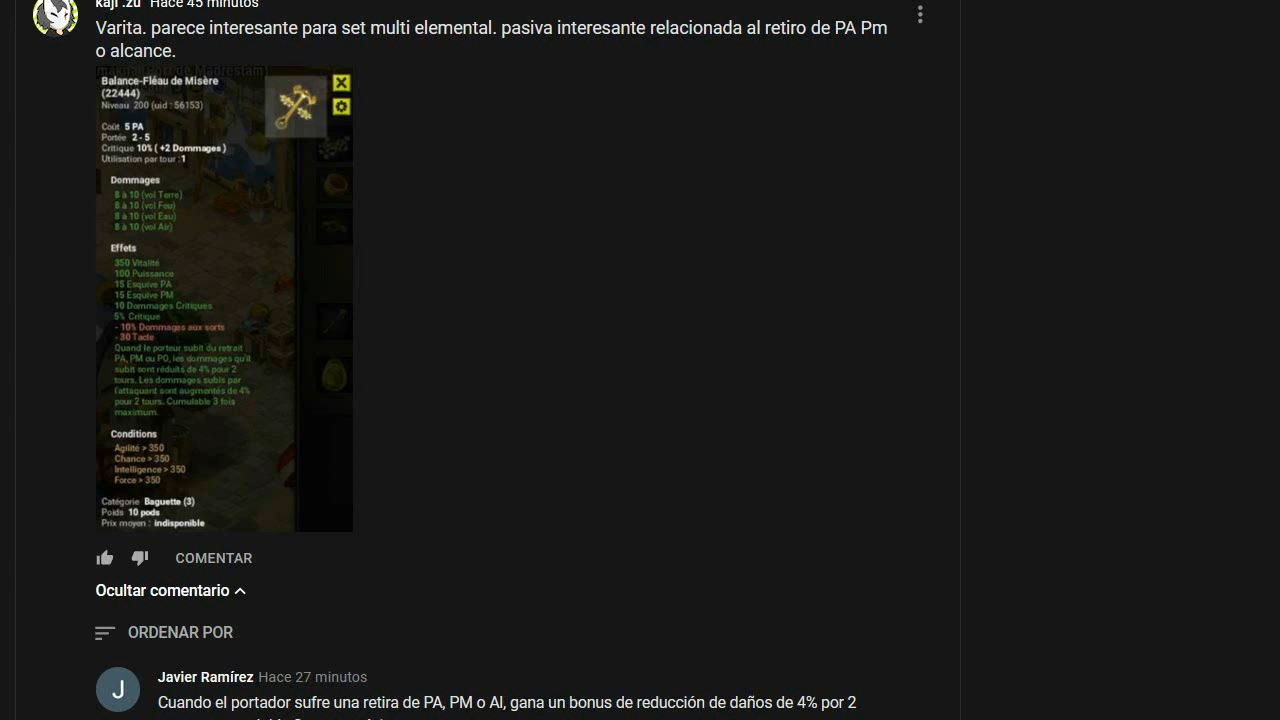 kaji .zu Hace 45 minutos
Varita. parece interesante para set multi elemental. pasiva interesante relacionada al retiro de PA Pm
o alcance.
Balance-Fléau de Misère
(22444)
Niveau 200 (uid : 56153)
Coût 5 PA
Portée 2 - 5
Critique 10% ( +2 Dommages )
Utilisation par tour : 1
Dommages
8 à 10 (vol Terre)
8 à 10 (vol Feu)
8 à 10 (vol Eau)
8 à 10 (vol Air)
Effets
350 Vitalité
100 Puissance
15 Esquive PA
15 Esquive PM
10 Dommages Critiques
5% Critique
- 10% Dommages aux sorts
- 30 Tacle
Quand le porteur subit du retrait
PA, PM ou PO, les dommages qu'il
subit sont réduits de 4% pour 2
tours. Les dommages subis par
l'attaquant sont augmentés de 4%
pour 2 tours. Cumulable 3 fois
maximum.
Conditions
Agilité > 350
Chance > 350
Intelligence > 350
Force > 350
Catégorie Baguette (3)
Poids 10 pods
Prix moyen : indisponible
COMENTAR
Ocultar comentario
ORDENAR POR
J
Javier Ramírez Hace 27 minutos
Cuando el portador sufre una retira de PA, PM o Al, gana un bonus de reducción de daños de 4% por 2